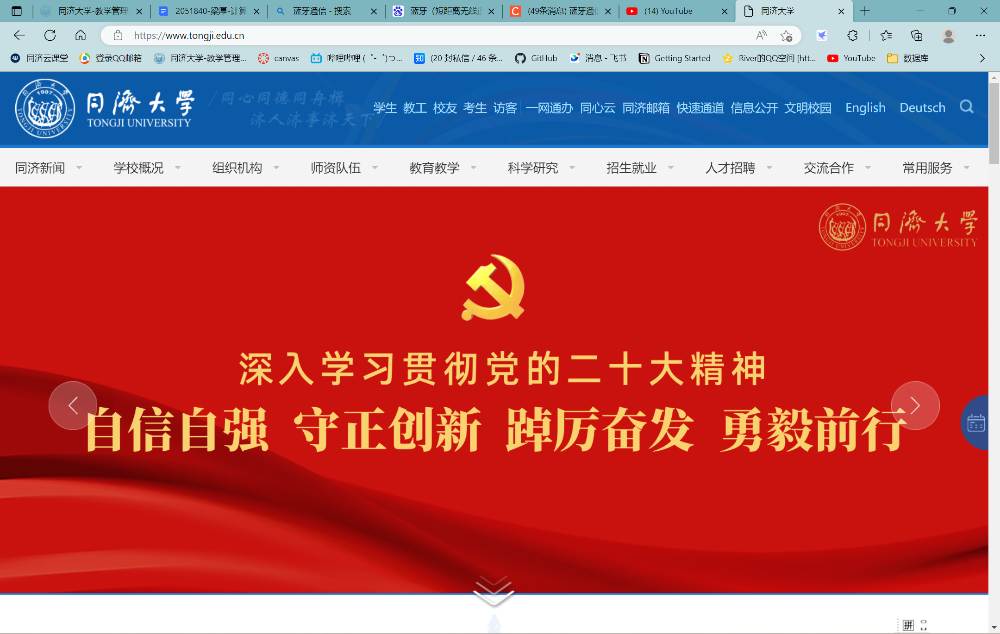 同济大学-教学管理
2051840-梁厚-计算
蓝牙通信 - 搜索
蓝牙（短距离无线通
(49条消息) 蓝牙通信
(14) YouTube
同济大学
https://www.tongji.edu.cn
同济云课堂
登录QQ邮箱
同济大学-教学管理...
canvas
哔哩哔哩 ( ゜- ゜)つ...
知
(20 封私信 / 46 条...
GitHub
消息 - 飞书
Getting Started
River的QQ空间 [htt...
YouTube
数据库
1907
TONGJI UNIVERSITY
同濟大学
TONGJI UNIVERSITY
同心同德同舟楫
济人济事济天下
学生 教工 校友 考生 访客 一网通办 同心云 同济邮箱 快速通道 信息公开 文明校园 English Deutsch
同济新闻 学校概况 组织机构 师资队伍 教育教学 科学研究 招生就业 人才招聘 交流合作 常用服务
1907
TONGJI UNIVERSITY
同濟大学
TONGJI UNIVERSITY
深入学习贯彻党的二十大精神
自信自强 守正创新 踔厉奋发 勇毅前行
拼